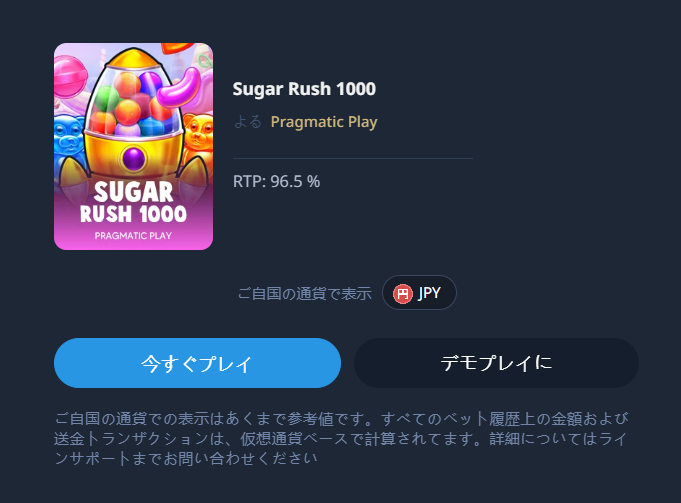 Sugar Rush 1000
よる Pragmatic Play
SUGAR
RUSH 1000
PRAGMATIC PLAY
RTP: 96.5 %
ご自国の通貨で表示
円 JPY
今すぐプレイ
デモプレイに
ご自国の通貨での表示はあくまで参考値です。すべてのベット履歴上の金額および
送金トランザクションは、仮想通貨ベースで計算されてます。詳細についてはライ
ンサポートまでお問い合わせください